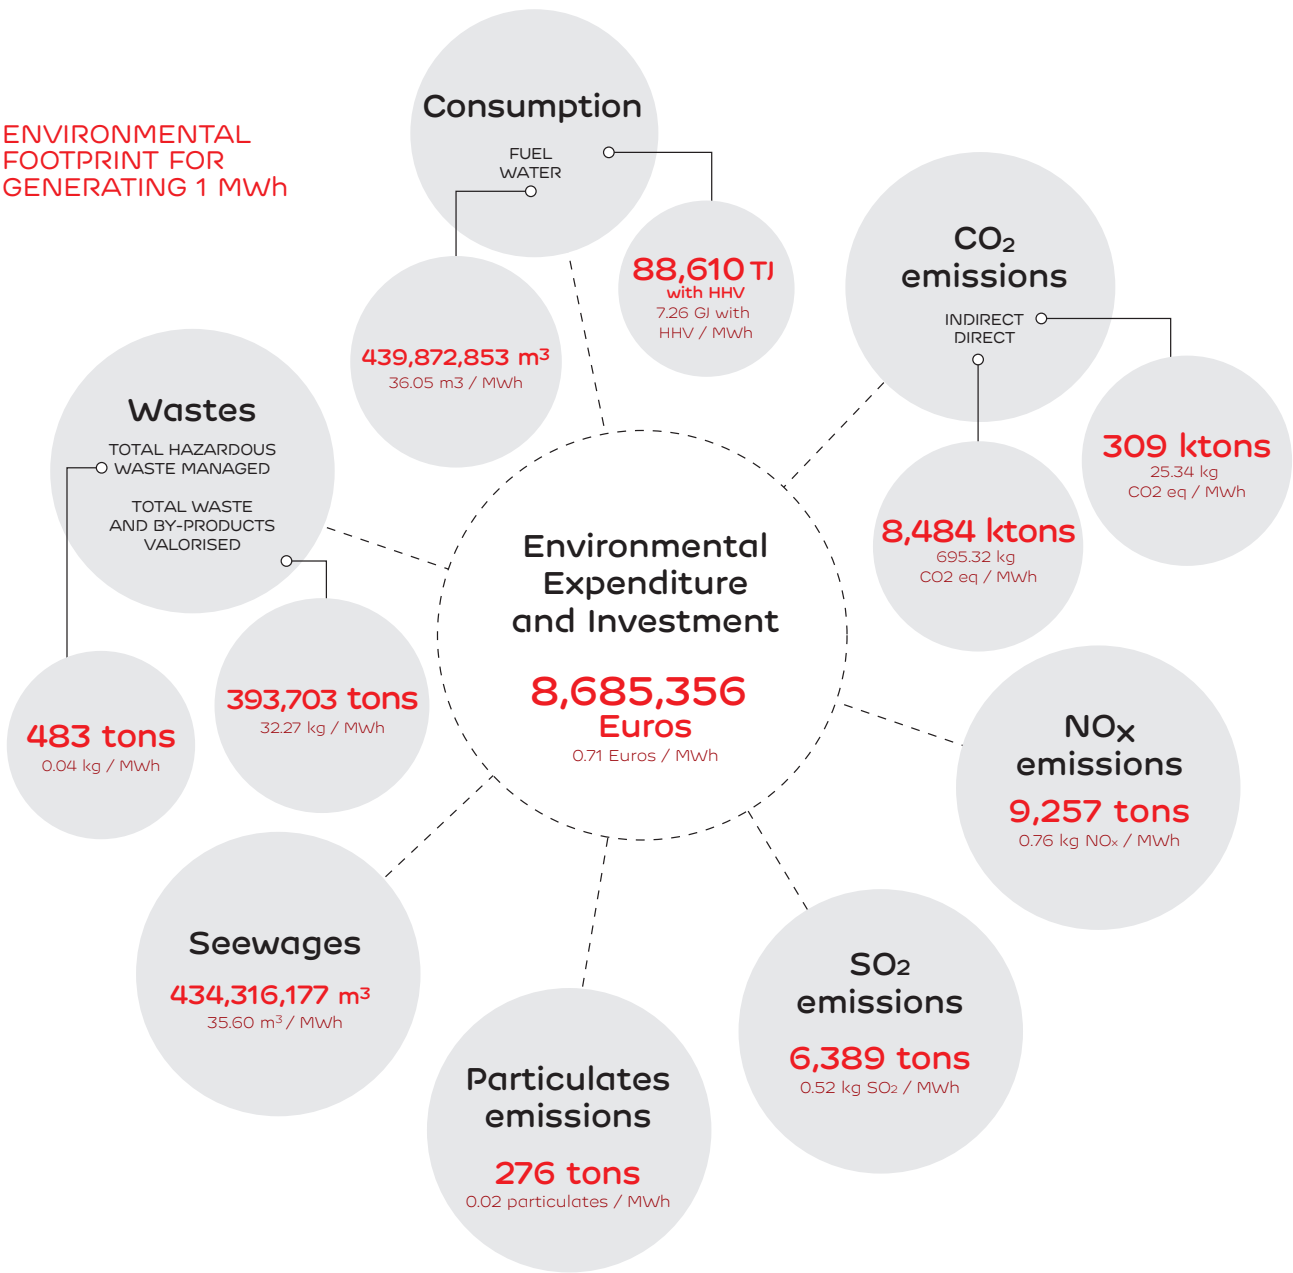 ENVIRONMENTAL
FOOTPRINT FOR
GENERATING 1 MWh
Consumption
FUEL
WATER
88,610 TJ
with HHV
7.26 GJ with
HHV / MWh
439,872,853 m³
36.05 m3 / MWh
CO₂
emissions
INDIRECT
DIRECT
309 ktons
25.34 kg
CO2 eq / MWh
8,484 ktons
695.32 kg
CO2 eq / MWh
Wastes
TOTAL HAZARDOUS
WASTE MANAGED
TOTAL WASTE
AND BY-PRODUCTS
VALORISED
483 tons
0.04 kg / MWh
393,703 tons
32.27 kg / MWh
Environmental
Expenditure
and Investment
8,685,356
Euros
0.71 Euros / MWh
NOx
emissions
9,257 tons
0.76 kg NOx / MWh
Seewages
434,316,177 m³
35.60 m³ / MWh
SO₂
emissions
6,389 tons
0.52 kg SO₂ / MWh
Particulates
emissions
276 tons
0.02 particulates / MWh